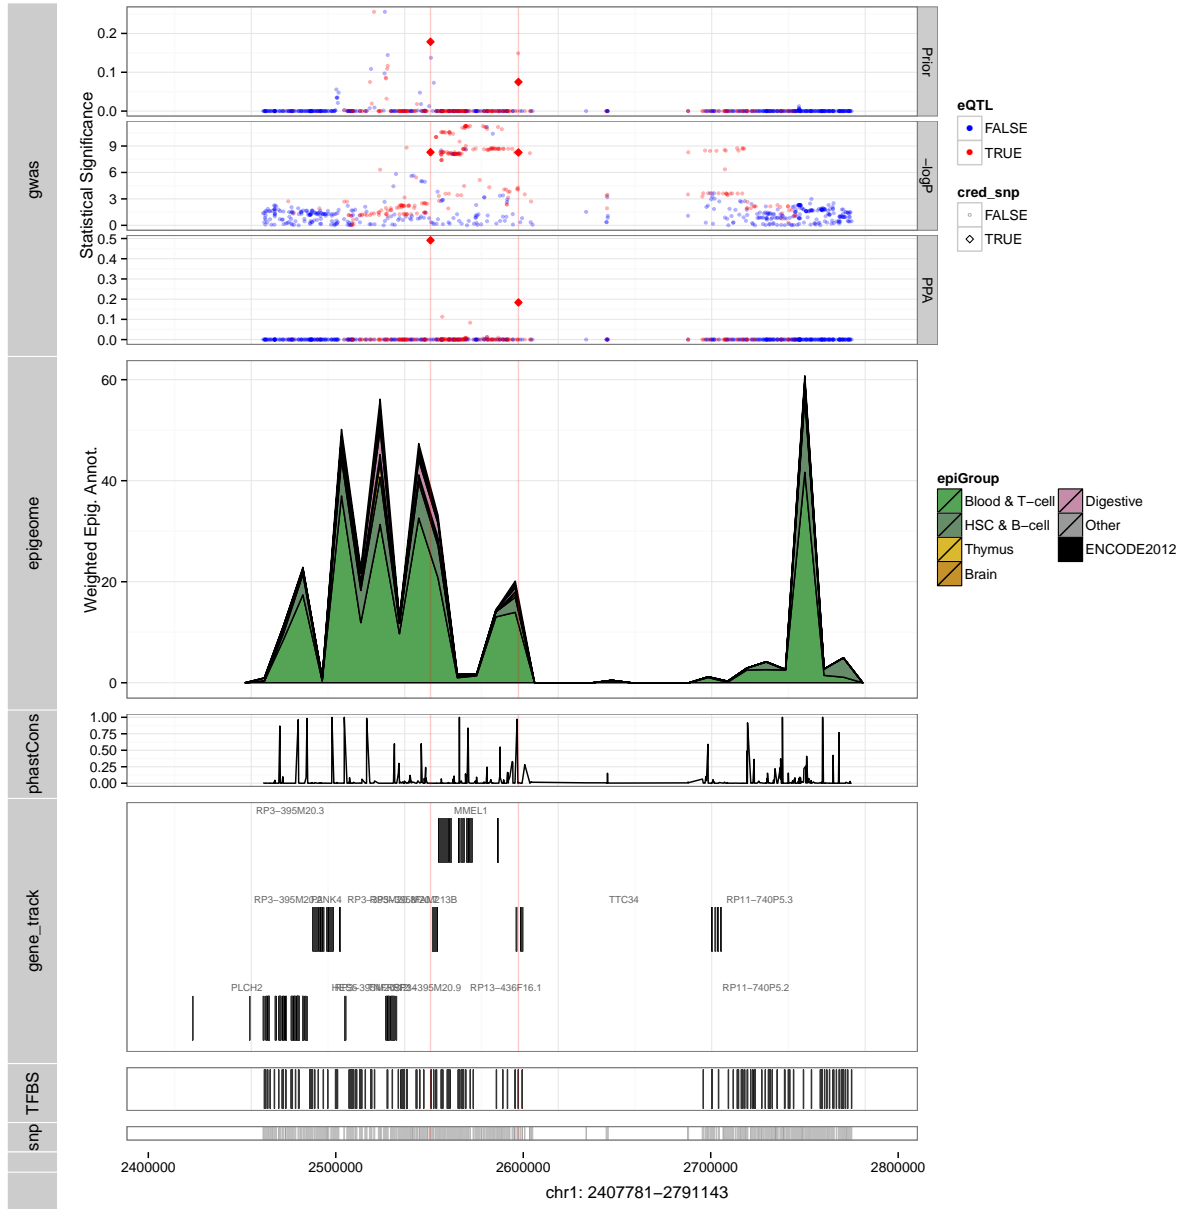 gwas
Statistical Significance
0.2
0.1
0.0
Prior
9
6
3
0
−logP
0.5
0.4
0.3
0.2
0.1
0.0
PPA
eQTL
FALSE
TRUE
cred_snp
FALSE
TRUE
epigeome
Weighted Epig. Annot.
60
40
20
0
epiGroup
Blood & T−cell
HSC & B−cell
Thymus
Brain
Digestive
Other
ENCODE2012
phastCons
1.00
0.75
0.50
0.25
0.00
gene_track
RP3−395M20.3
MMEL1
TTC34
RP11−740P5.3
PLCH2
RP13−436F16.1
RP11−740P5.2
TFBS
snp
2400000
2500000
2600000
2700000
2800000
chr1: 2407781−2791143